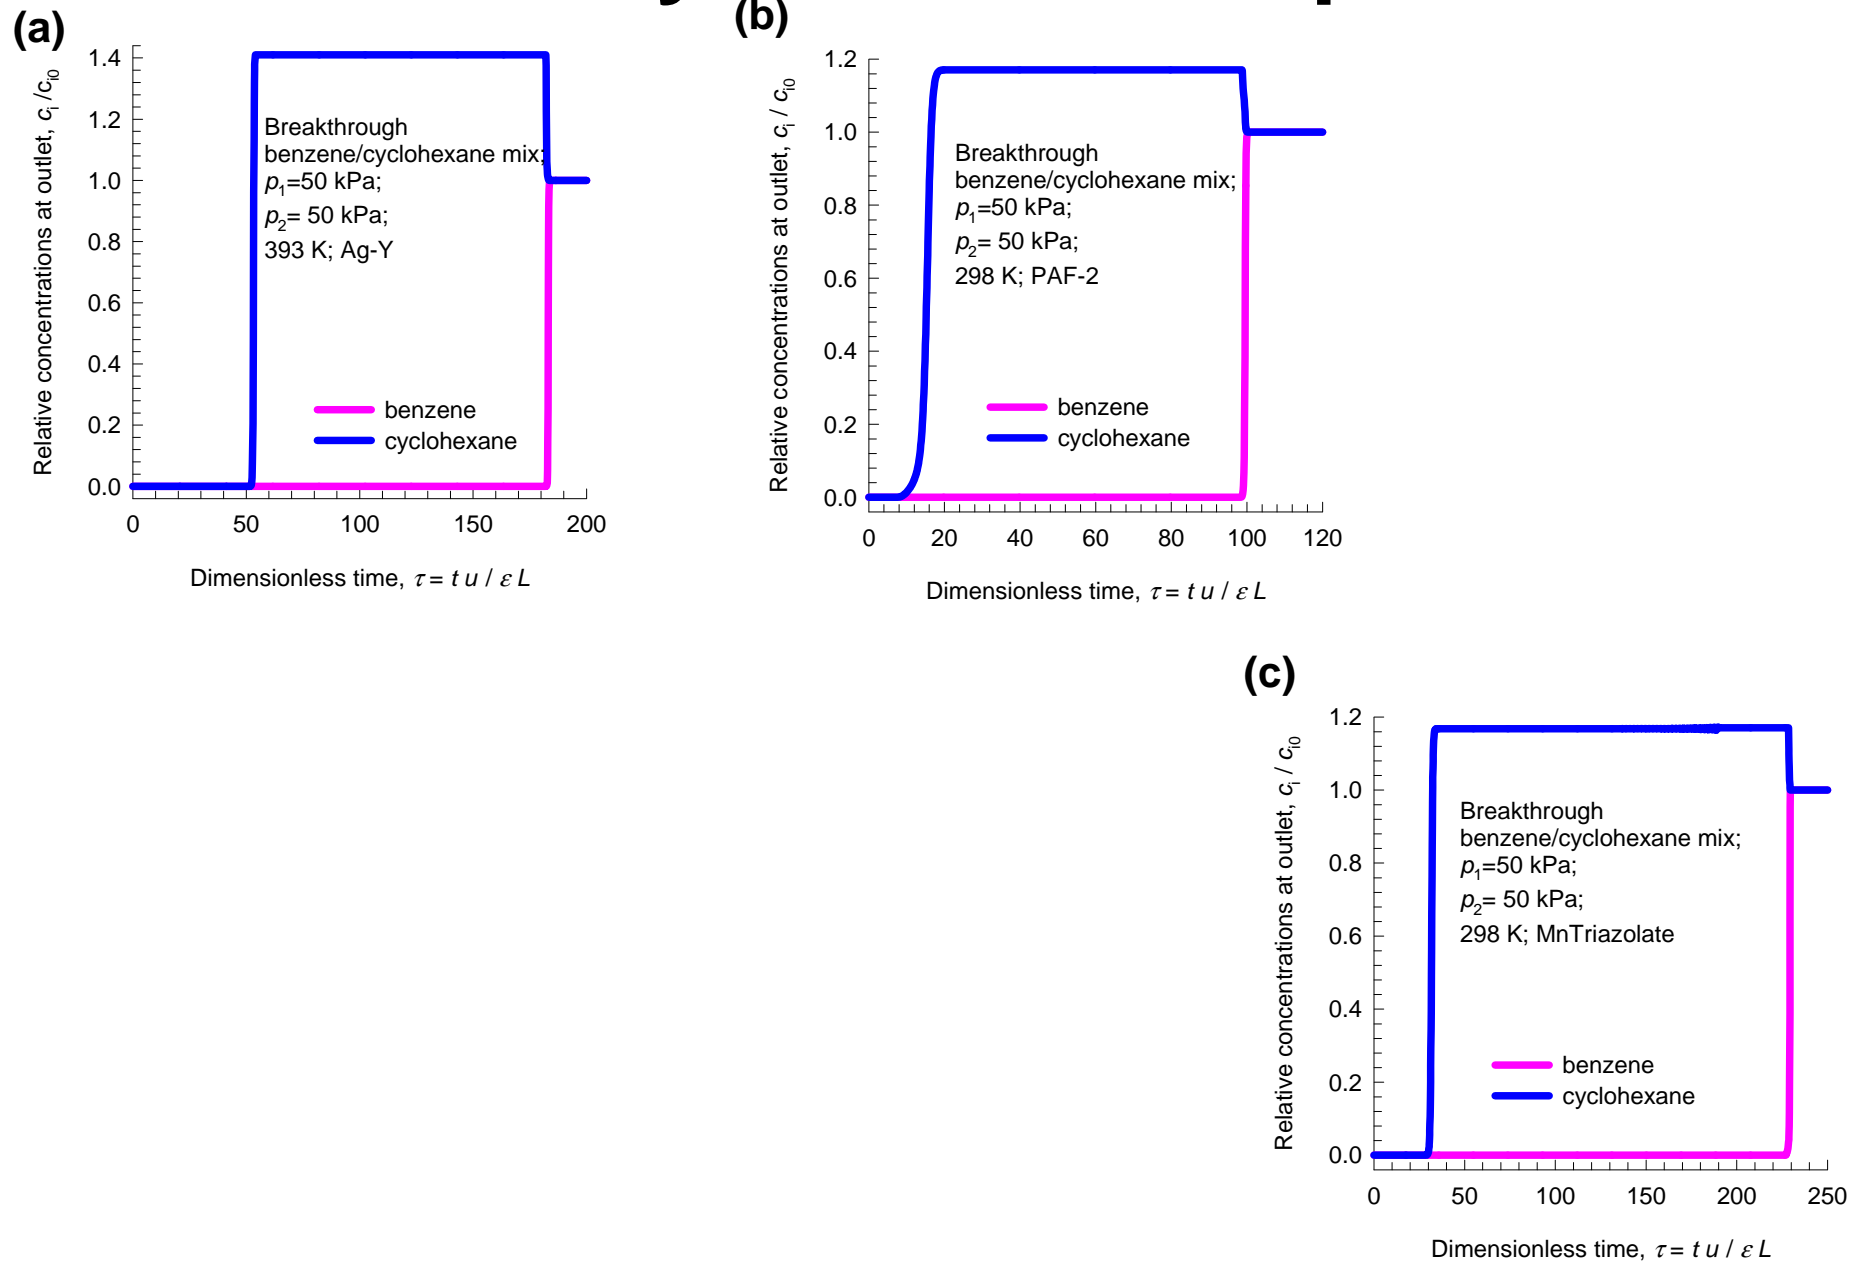 (a)
Relative concentrations at outlet, ci /ci0
1.4
1.2
1.0
0.8
0.6
0.4
0.2
0.0
Breakthrough
benzene/cyclohexane mix;
p1=50 kPa;
p2= 50 kPa;
393 K; Ag-Y
benzene
cyclohexane
0 50 100 150 200
Dimensionless time, τ = t u / ε L
(b)
Relative concentrations at outlet, ci / ci0
1.2
1.0
0.8
0.6
0.4
0.2
0.0
Breakthrough
benzene/cyclohexane mix;
p1=50 kPa;
p2= 50 kPa;
298 K; PAF-2
benzene
cyclohexane
0 20 40 60 80 100 120
Dimensionless time, τ = t u / ε L
(c)
Relative concentrations at outlet, ci / ci0
1.2
1.0
0.8
0.6
0.4
0.2
0.0
Breakthrough
benzene/cyclohexane mix;
p1=50 kPa;
p2= 50 kPa;
298 K; MnTriazolate
benzene
cyclohexane
0 50 100 150 200 250
Dimensionless time, τ = t u / ε L